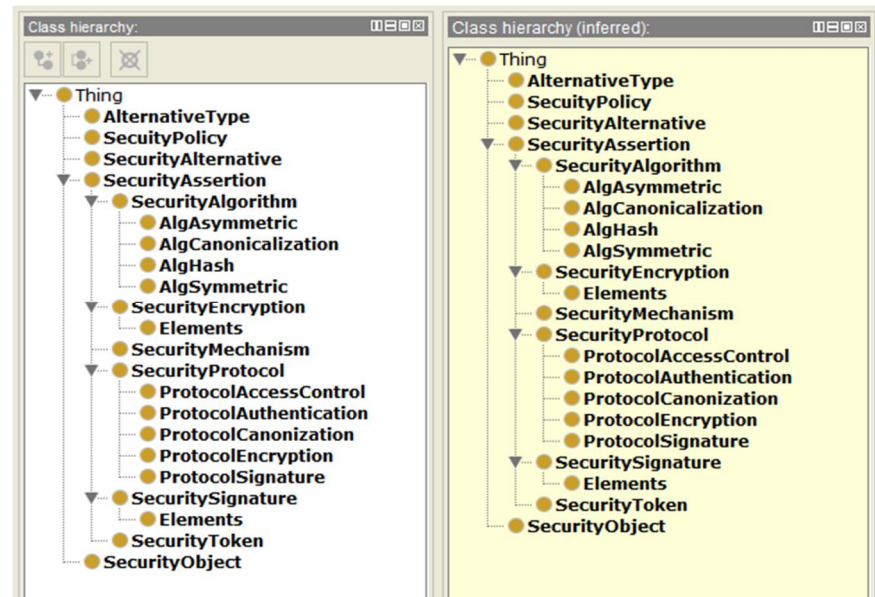 Class hierarchy:
Thing
AlternativeType
SecuityPolicy
SecurityAlternative
SecurityAssertion
SecurityAlgorithm
AlgAsymmetric
AlgCanonicalization
AlgHash
AlgSymmetric
SecurityEncryption
Elements
SecurityMechanism
SecurityProtocol
ProtocolAccessControl
ProtocolAuthentication
ProtocolCanonization
ProtocolEncryption
ProtocolSignature
SecuritySignature
Elements
SecurityToken
SecurityObject
Class hierarchy (inferred):
Thing
AlternativeType
SecuityPolicy
SecurityAlternative
SecurityAssertion
SecurityAlgorithm
AlgAsymmetric
AlgCanonicalization
AlgHash
AlgSymmetric
SecurityEncryption
Elements
SecurityMechanism
SecurityProtocol
ProtocolAccessControl
ProtocolAuthentication
ProtocolCanonization
ProtocolEncryption
ProtocolSignature
SecuritySignature
Elements
SecurityToken
SecurityObject